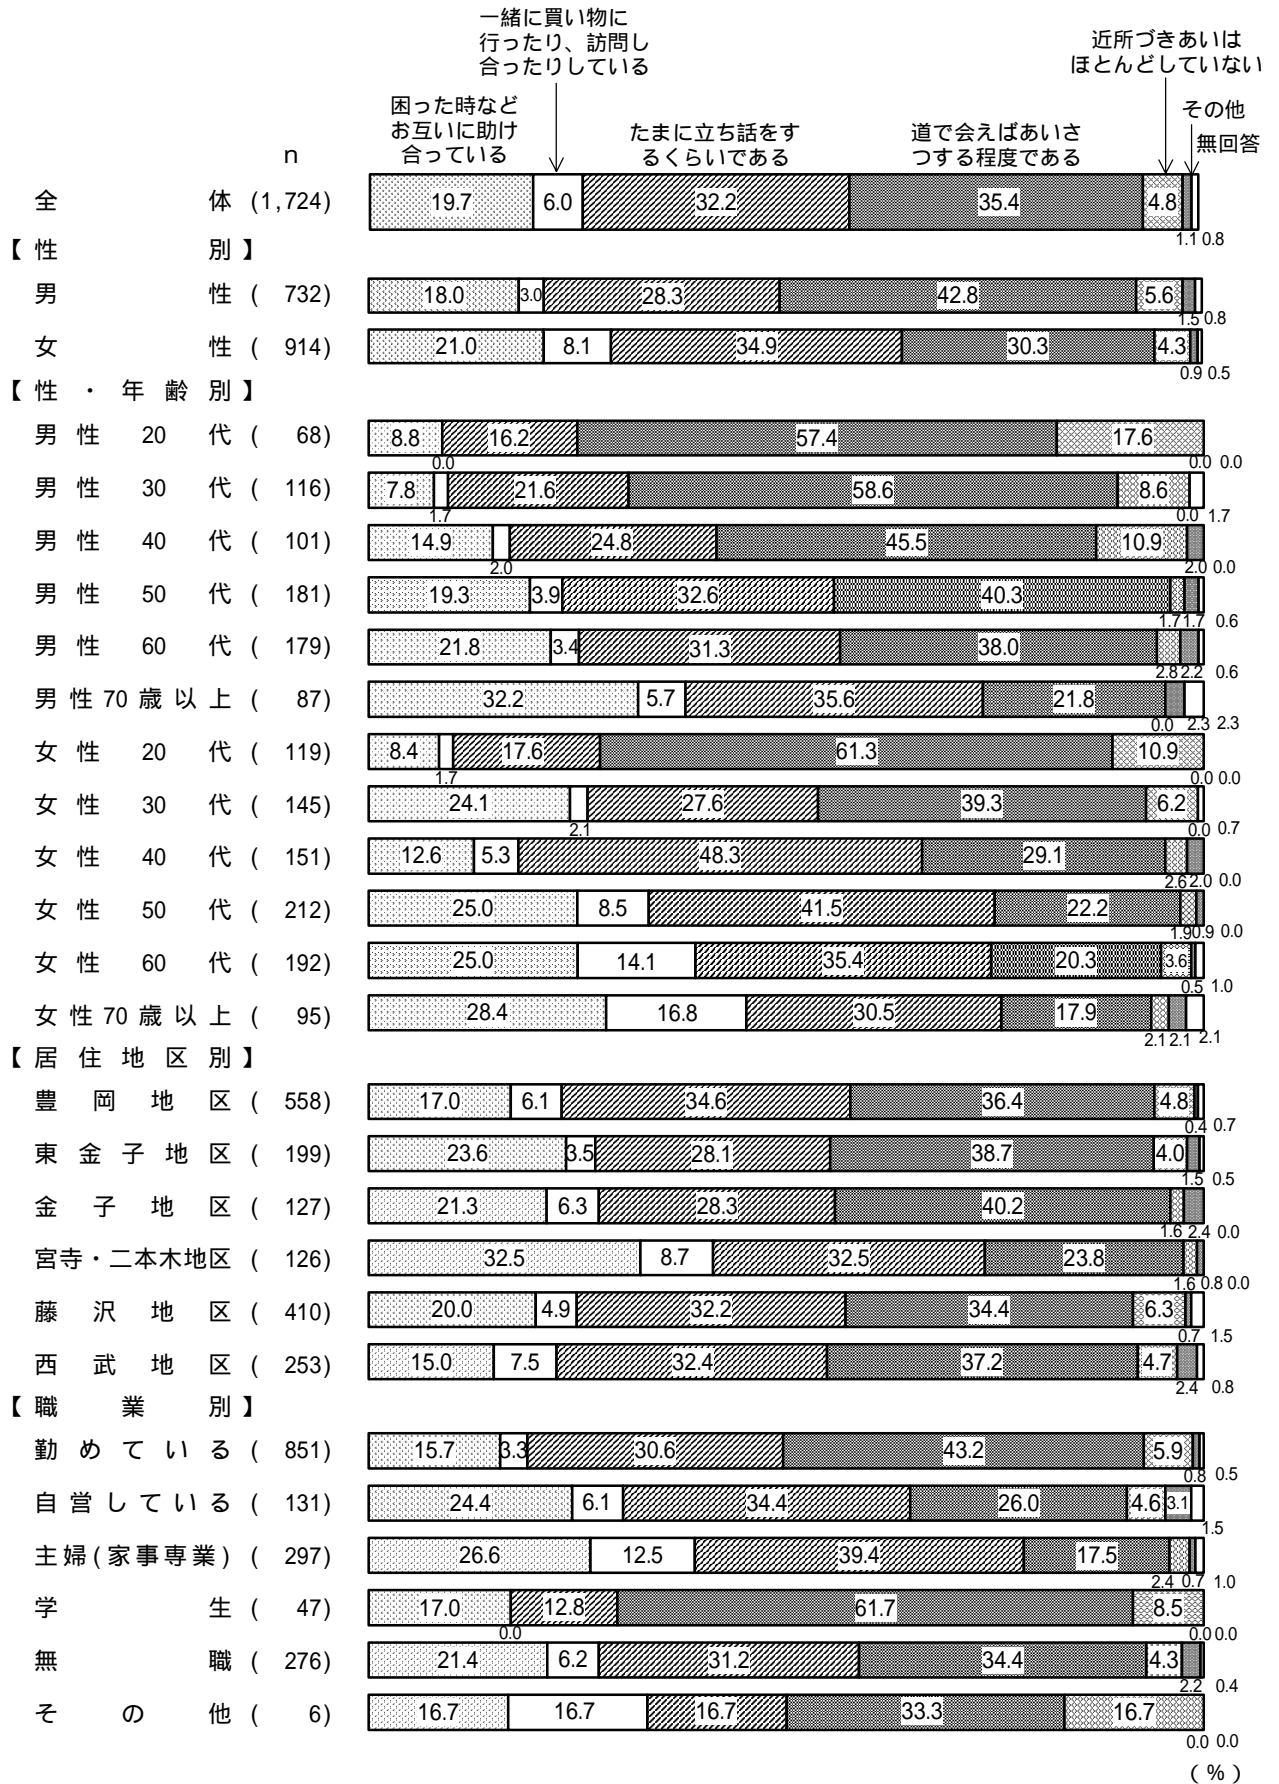 一緒に買い物に
行ったり、訪問し
合ったりしている
近所づきあいは
ほとんどしていない
困った時など
お互いに助け
合っている
たまに立ち話をす
るくらいである
道で会えばあいさ
つする程度である
その他
無回答
n
全体 (1,724) 19.7 6.0 32.2 35.4 4.8 1.1 0.8
【性別】
男性 ( 732) 18.0 3.0 28.3 42.8 5.6 1.5 0.8
女性 ( 914) 21.0 8.1 34.9 30.3 4.3 0.9 0.5
【性・年齢別】
男性 20 代 ( 68) 8.8 0.0 16.2 57.4 17.6 0.0 0.0
男性 30 代 ( 116) 7.8 1.7 21.6 58.6 8.6 0.0 1.7
男性 40 代 ( 101) 14.9 2.0 24.8 45.5 10.9 2.0 0.0
男性 50 代 ( 181) 19.3 3.9 32.6 40.3 1.7 1.7 0.6
男性 60 代 ( 179) 21.8 3.4 31.3 38.0 2.8 2.2 0.6
男性70歳以上 ( 87) 32.2 5.7 35.6 21.8 0.0 2.3 2.3
女性 20 代 ( 119) 8.4 1.7 17.6 61.3 10.9 0.0 0.0
女性 30 代 ( 145) 24.1 2.1 27.6 39.3 6.2 0.0 0.7
女性 40 代 ( 151) 12.6 5.3 48.3 29.1 2.6 2.0 0.0
女性 50 代 ( 212) 25.0 8.5 41.5 22.2 1.9 0.9 0.0
女性 60 代 ( 192) 25.0 14.1 35.4 20.3 3.6 0.5 1.0
女性70歳以上 ( 95) 28.4 16.8 30.5 17.9 2.1 2.1 2.1
【居住地区別】
豊岡地区 ( 558) 17.0 6.1 34.6 36.4 4.8 0.4 0.7
東金子地区 ( 199) 23.6 3.5 28.1 38.7 4.0 1.5 0.5
金子地区 ( 127) 21.3 6.3 28.3 40.2 1.6 2.4 0.0
宮寺・二本木地区 ( 126) 32.5 8.7 32.5 23.8 1.6 0.8 0.0
藤沢地区 ( 410) 20.0 4.9 32.2 34.4 6.3 0.7 1.5
西武地区 ( 253) 15.0 7.5 32.4 37.2 4.7 2.4 0.8
【職業別】
勤めている ( 851) 15.7 3.3 30.6 43.2 5.9 0.8 0.5
自営している ( 131) 24.4 6.1 34.4 26.0 4.6 3.1 1.5
主婦(家事専業) ( 297) 26.6 12.5 39.4 17.5 2.4 0.7 1.0
学生 ( 47) 17.0 0.0 12.8 61.7 8.5 0.0 0.0
無職 ( 276) 21.4 6.2 31.2 34.4 4.3 2.2 0.4
その他 ( 6) 16.7 16.7 16.7 33.3 16.7 0.0 0.0
(%)